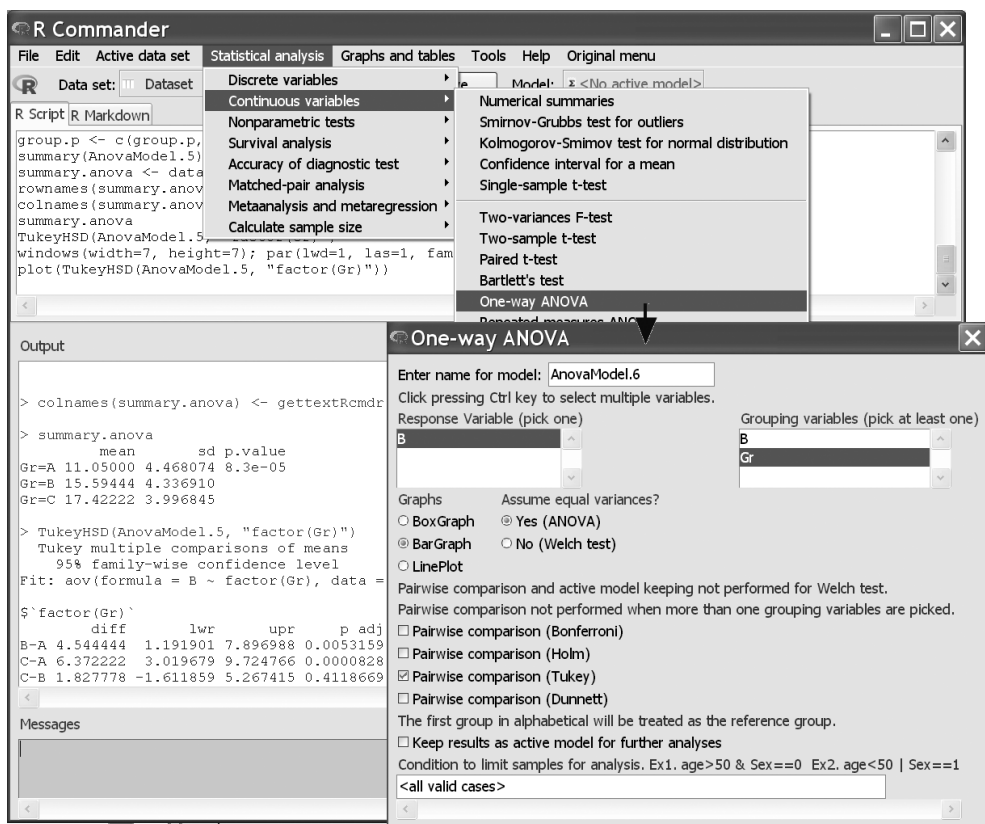 R Commander
File Edit Active data set Statistical analysis Graphs and tables Tools Help Original menu
Data set: Dataset Model: Σ <No active model>
Discrete variables
Continuous variables
Nonparametric tests
Survival analysis
Accuracy of diagnostic test
Matched-pair analysis
Metaanalysis and metaregression
Calculate sample size
Numerical summaries
Smirnov-Grubbs test for outliers
Kolmogorov-Smimov test for normal distribution
Confidence interval for a mean
Single-sample t-test
Two-variances F-test
Two-sample t-test
Paired t-test
Bartlett's test
One-way ANOVA
Repeated-measures
R Script R Markdown
group.p <- c(group.p,
summary(AnovaModel.5)
summary.anova <- data
rownames(summary.anov
colnames(summary.anov
summary.anova
TukeyHSD(AnovaModel.5,
windows(width=7, height=7); par(lwd=1, las=1, fam
plot(TukeyHSD(AnovaModel.5, "factor(Gr)"))
Output
> colnames(summary.anova) <- gettextRcmdr
> summary.anova
mean sd p.value
Gr=A 11.05000 4.468074 8.3e-05
Gr=B 15.59444 4.336910
Gr=C 17.42222 3.996845
> TukeyHSD(AnovaModel.5, "factor(Gr)")
Tukey multiple comparisons of means
95% family-wise confidence level
Fit: aov(formula = B ~ factor(Gr), data =
$`factor(Gr)`
diff lwr upr p adj
B-A 4.544444 1.191901 7.896988 0.0053159
C-A 6.372222 3.019679 9.724766 0.0000828
C-B 1.827778 -1.611859 5.267415 0.4118669
Messages
One-way ANOVA
Enter name for model: AnovaModel.6
Click pressing Ctrl key to select multiple variables.
Response Variable (pick one) Grouping variables (pick at least one)
B B
Gr
Graphs Assume equal variances?
BoxGraph Yes (ANOVA)
BarGraph No (Welch test)
LinePlot
Pairwise comparison and active model keeping not performed for Welch test.
Pairwise comparison not performed when more than one grouping variables are picked.
Pairwise comparison (Bonferroni)
Pairwise comparison (Holm)
Pairwise comparison (Tukey)
Pairwise comparison (Dunnett)
The first group in alphabetical will be treated as the reference group.
Keep results as active model for further analyses
Condition to limit samples for analysis. Ex1. age>50 & Sex==0 Ex2. age<50 | Sex==1
<all valid cases>